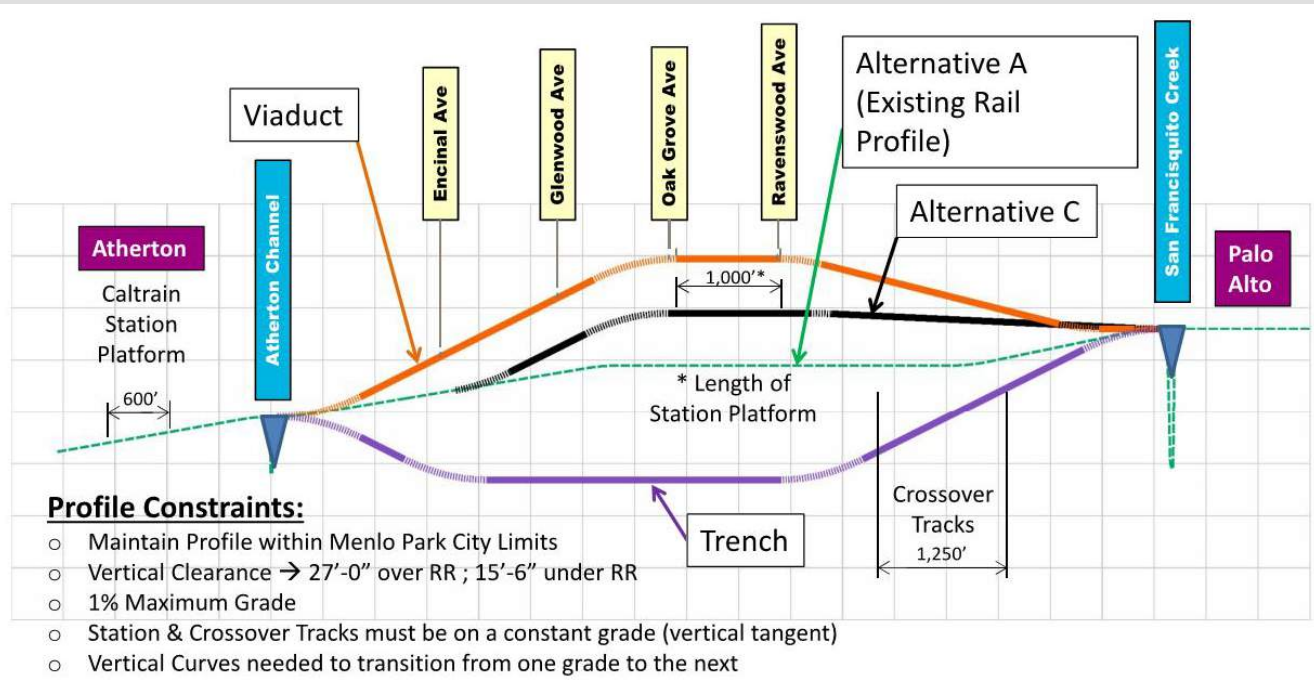 Viaduct
Encinal Ave
Glenwood Ave
Oak Grove Ave
Ravenswood Ave
Alternative A
(Existing Rail
Profile)
San Francisquito Creek
Atherton Channel
Alternative C
Atherton
Palo
Alto
Caltrain
Station
Platform
600’
1,000’*
* Length of
Station Platform
Crossover
Tracks
1,250’
Trench
Profile Constraints:
o Maintain Profile within Menlo Park City Limits
o Vertical Clearance → 27’-0” over RR ; 15’-6” under RR
o 1% Maximum Grade
o Station & Crossover Tracks must be on a constant grade (vertical tangent)
o Vertical Curves needed to transition from one grade to the next